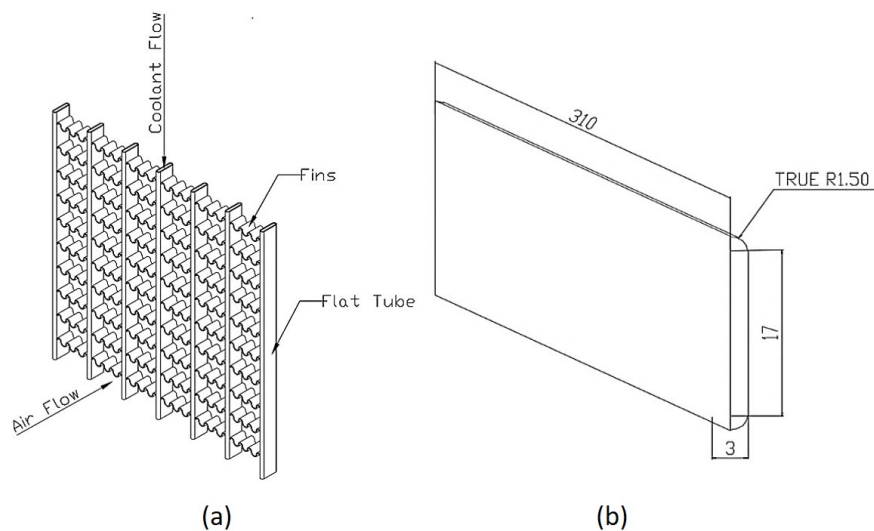 Coolant Flow
Fins
Flat Tube
Air Flow
(a)
310
TRUE R1.50
17
3
(b)